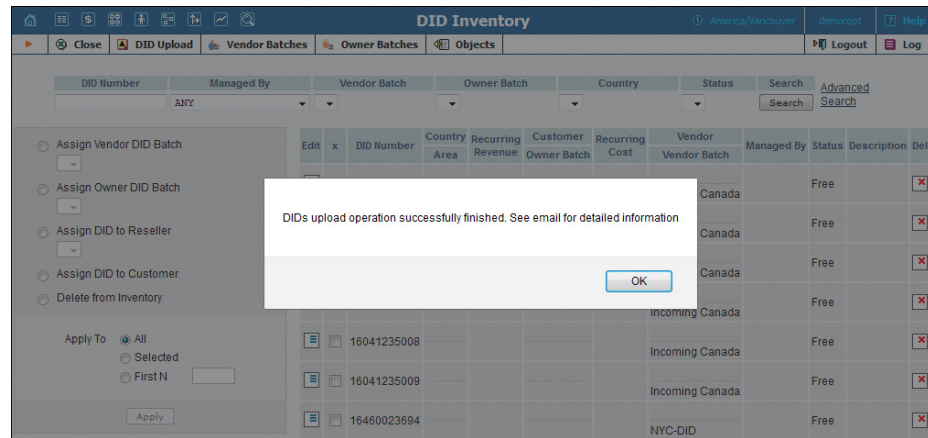 DID Inventory
America/Vancouver
demoroot
? Help
Close
DID Upload
Vendor Batches
Owner Batches
Objects
Logout
Log
DID Number Managed By Vendor Batch Owner Batch Country Status Search
Advanced Search
ANY
Search
Assign Vendor DID Batch
Assign Owner DID Batch
Assign DID to Reseller
Assign DID to Customer
Delete from Inventory
Apply To
All
Selected
First N
Apply
Edit x DID Number Country Recurring Revenue Customer Recurring Cost Vendor Managed By Status Description Del
Area Owner Batch Vendor Batch
Free
Canada
Free
Canada
Free
Canada
Free
Incoming Canada
DIDs upload operation successfully finished. See email for detailed information
OK
16041235008 Free
Incoming Canada
16041235009 Free
Incoming Canada
16460023694 Free
NYC-DID